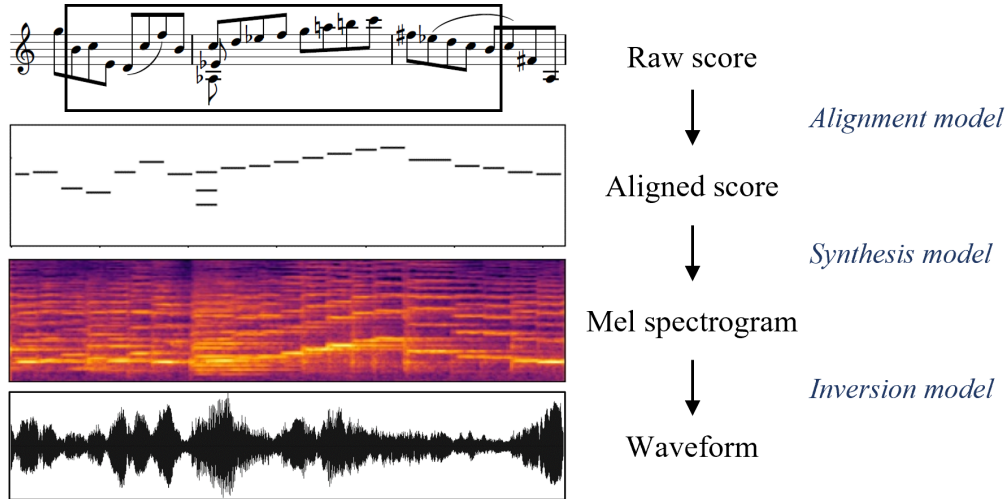 Raw score
Alignment model
Aligned score
Synthesis model
Mel spectrogram
Inversion model
Waveform